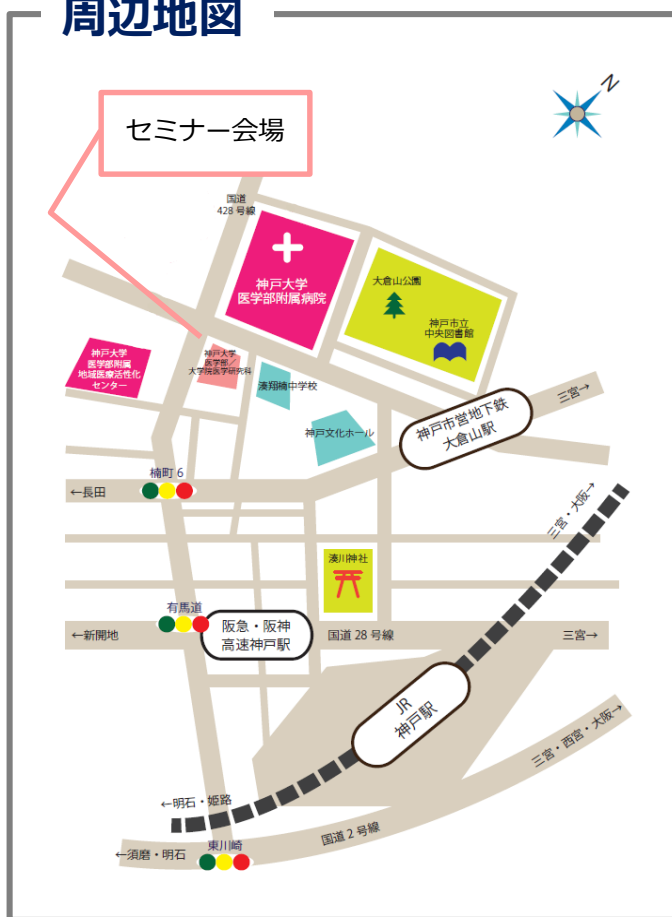 周辺地図
N
セミナー会場
国道
428 号線
神戸大学
医学部附属病院
大倉山公園
神戸市立
中央図書館
神戸大学
医学部附属
地域医療活性化
センター
神戸大学
医学部／
大学院医学研究科
湊翔楠中学校
神戸文化ホール
神戸市営地下鉄
大倉山駅
三宮→
楠町 6
←長田
三宮・大阪→
湊川神社
有馬道
←新開地
阪急・阪神
高速神戸駅
国道 28 号線
三宮→
JR
神戸駅
三宮・西宮・大阪→
←明石・姫路
国道 2 号線
東川崎
←須磨・明石